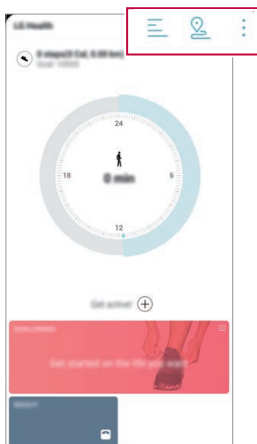 LG Health
0 steps(0 Cal, 0.00 km)
Goal 10000
24
18
6
0 min
12
Get active!
CHALLENGE
Get started on the life you want
WEIGHT